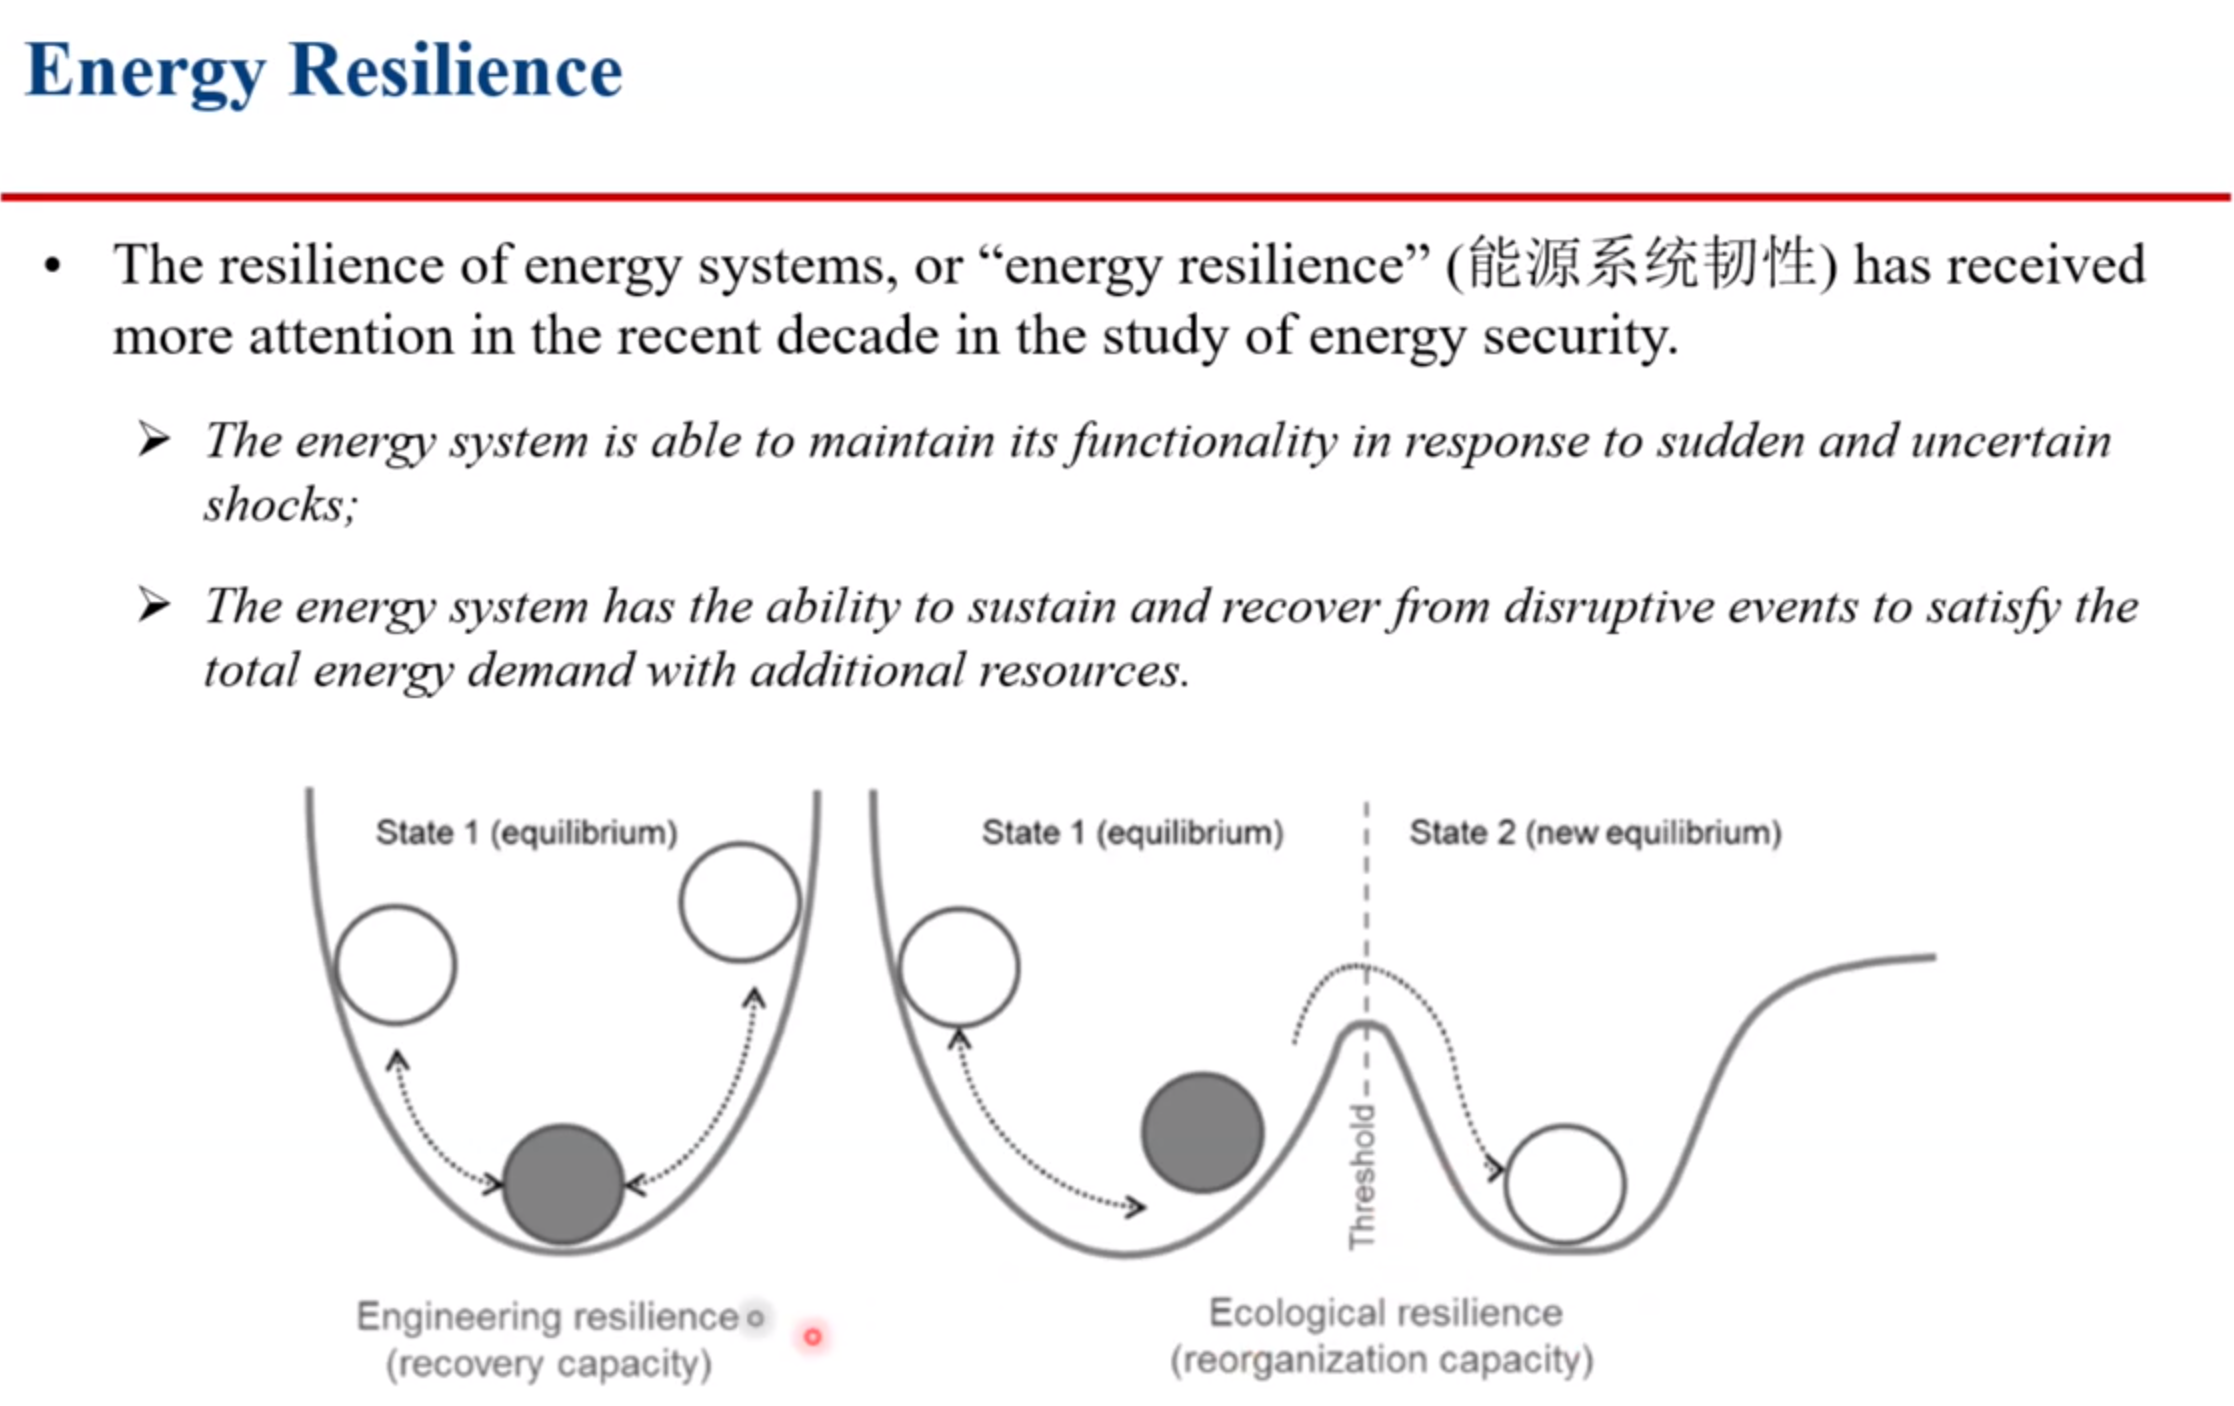 Energy Resilience
• The resilience of energy systems, or “energy resilience” (能源系统韧性) has received
more attention in the recent decade in the study of energy security.
➢ The energy system is able to maintain its functionality in response to sudden and uncertain
shocks;
➢ The energy system has the ability to sustain and recover from disruptive events to satisfy the
total energy demand with additional resources.
State 1 (equilibrium)
State 1 (equilibrium)
State 2 (new equilibrium)
Threshold
Engineering resilience
(recovery capacity)
Ecological resilience
(reorganization capacity)